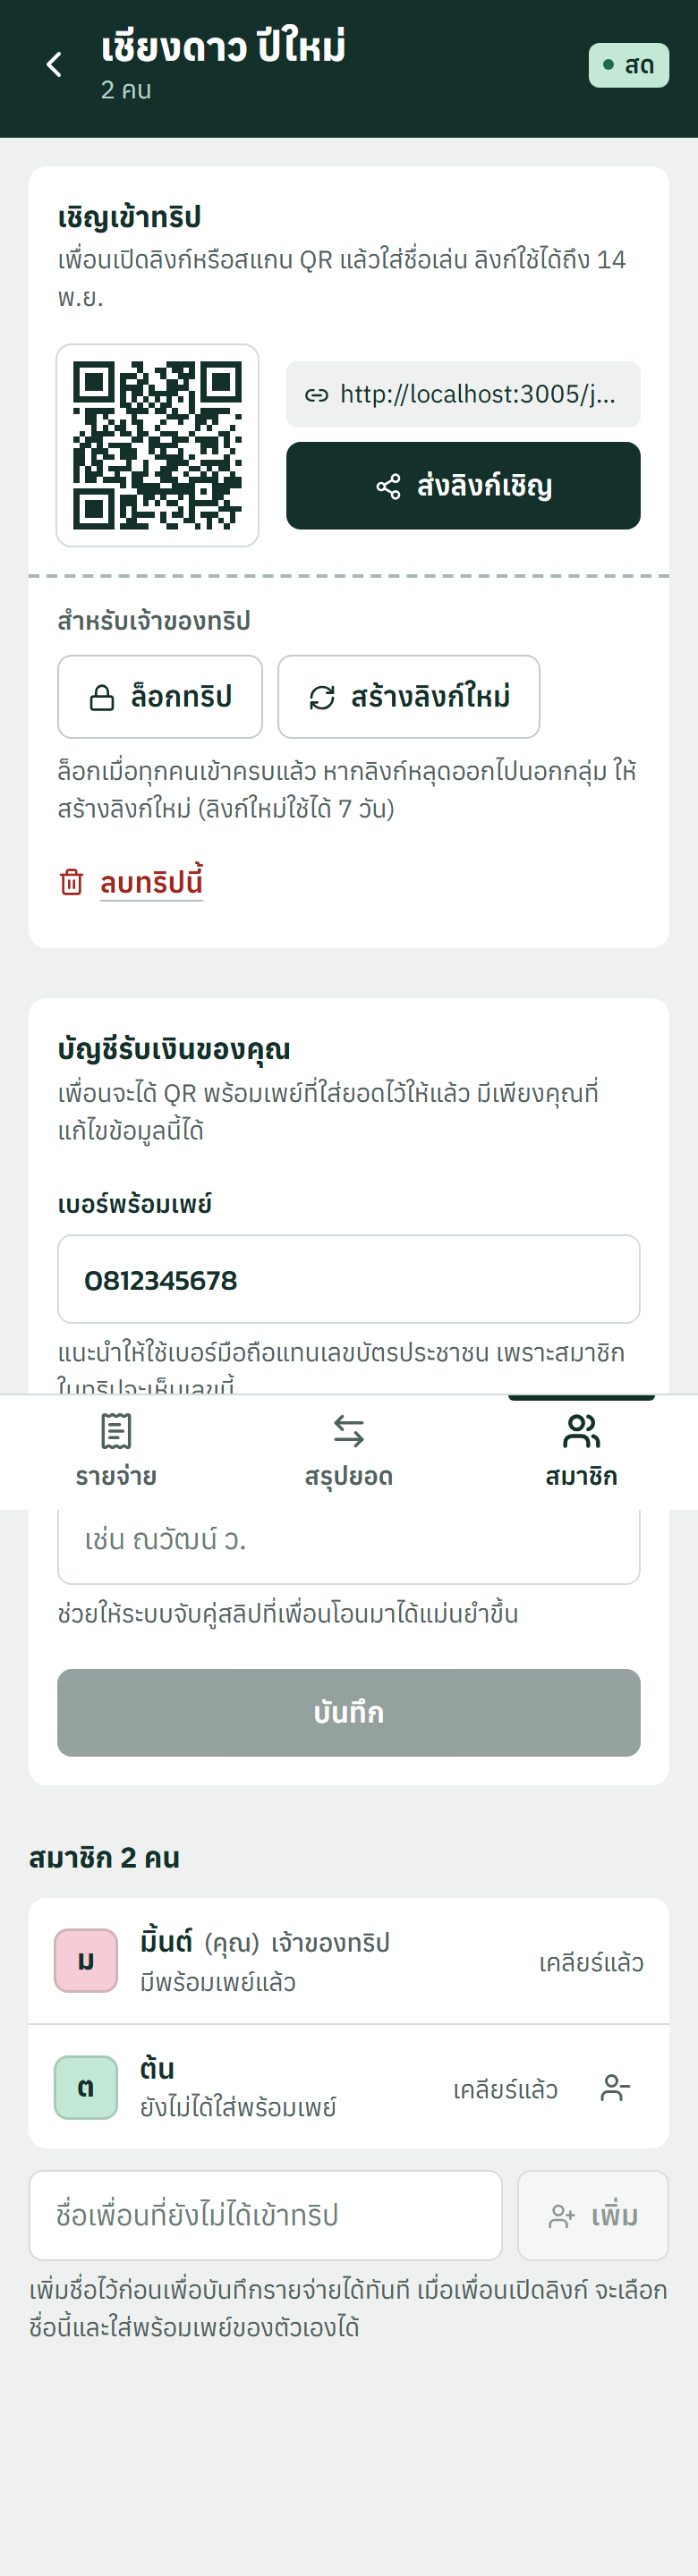 เชียงดาว ปีใหม่
2 คน
สด
เชิญเข้าทริป
เพื่อนเปิดลิงก์หรือสแกน QR แล้วใส่ชื่อเล่น ลิงก์ใช้ได้ถึง 14
พ.ย.
http://localhost:3005/j...
ส่งลิงก์เชิญ
สำหรับเจ้าของทริป
ล็อกทริป
สร้างลิงก์ใหม่
ล็อกเมื่อทุกคนเข้าครบแล้ว หากลิงก์หลุดออกไปนอกกลุ่ม ให้
สร้างลิงก์ใหม่ (ลิงก์ใหม่ใช้ได้ 7 วัน)
ลบทริปนี้
บัญชีรับเงินของคุณ
เพื่อนจะได้ QR พร้อมเพย์ที่ใส่ยอดไว้ให้แล้ว มีเพียงคุณที่
แก้ไขข้อมูลนี้ได้
เบอร์พร้อมเพย์
0812345678
แนะนำให้ใช้เบอร์มือถือแทนเลขบัตรประชาชน เพราะสมาชิก
ในทริปจะเห็นเลขนี้
รายจ่าย
สรุปยอด
สมาชิก
เช่น ณวัฒน์ ว.
ช่วยให้ระบบจับคู่สลิปที่เพื่อนโอนมาได้แม่นยำขึ้น
บันทึก
สมาชิก 2 คน
ม
มิ้นต์ (คุณ) เจ้าของทริป
มีพร้อมเพย์แล้ว
เคลียร์แล้ว
ต
ต้น
ยังไม่ได้ใส่พร้อมเพย์
เคลียร์แล้ว
ชื่อเพื่อนที่ยังไม่ได้เข้าทริป
เพิ่ม
เพิ่มชื่อไว้ก่อนเพื่อบันทึกรายจ่ายได้ทันที เมื่อเพื่อนเปิดลิงก์ จะเลือก
ชื่อนี้และใส่พร้อมเพย์ของตัวเองได้